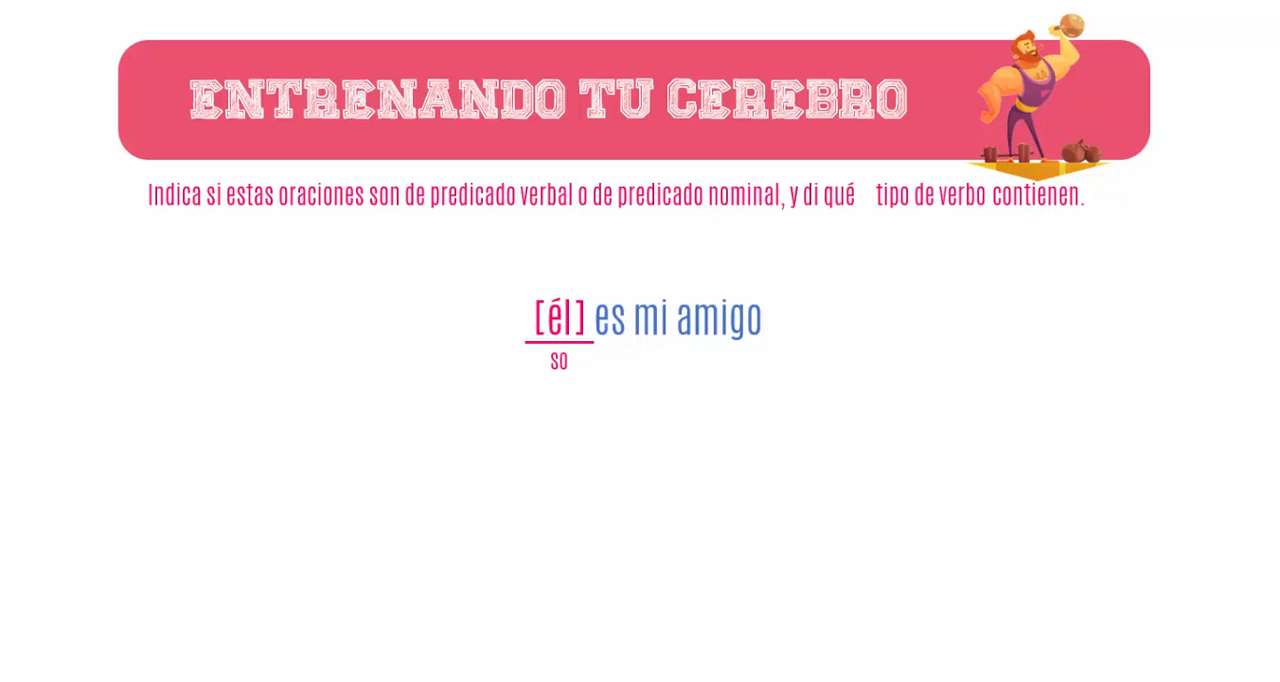 ENTRENANDO TU CEREBRO
Indica si estas oraciones son de predicado verbal o de predicado nominal, y di qué tipo de verbo contienen.
[él] es mi amigo
SO